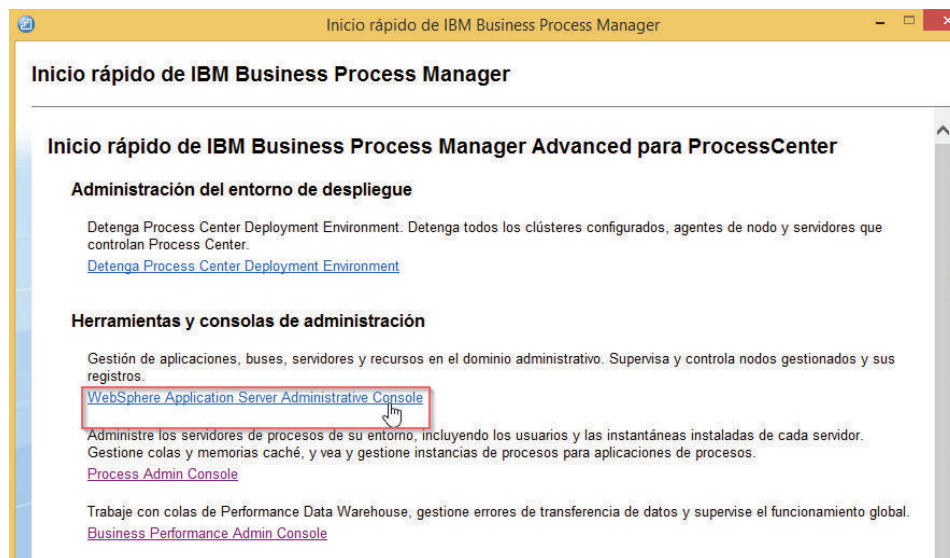 Inicio rápido de IBM Business Process Manager
Inicio rápido de IBM Business Process Manager
Inicio rápido de IBM Business Process Manager Advanced para ProcessCenter
Administración del entorno de despliegue
Detenga Process Center Deployment Environment. Detenga todos los clústeres configurados, agentes de nodo y servidores que
controlan Process Center.
Detenga Process Center Deployment Environment
Herramientas y consolas de administración
Gestión de aplicaciones, buses, servidores y recursos en el dominio administrativo. Supervisa y controla nodos gestionados y sus
registros.
WebSphere Application Server Administrative Console
Administre los servidores de procesos de su entorno, incluyendo los usuarios y las instantáneas instaladas de cada servidor.
Gestione colas y memorias caché, y vea y gestione instancias de procesos para aplicaciones de procesos.
Process Admin Console
Trabaje con colas de Performance Data Warehouse, gestione errores de transferencia de datos y supervise el funcionamiento global.
Business Performance Admin Console